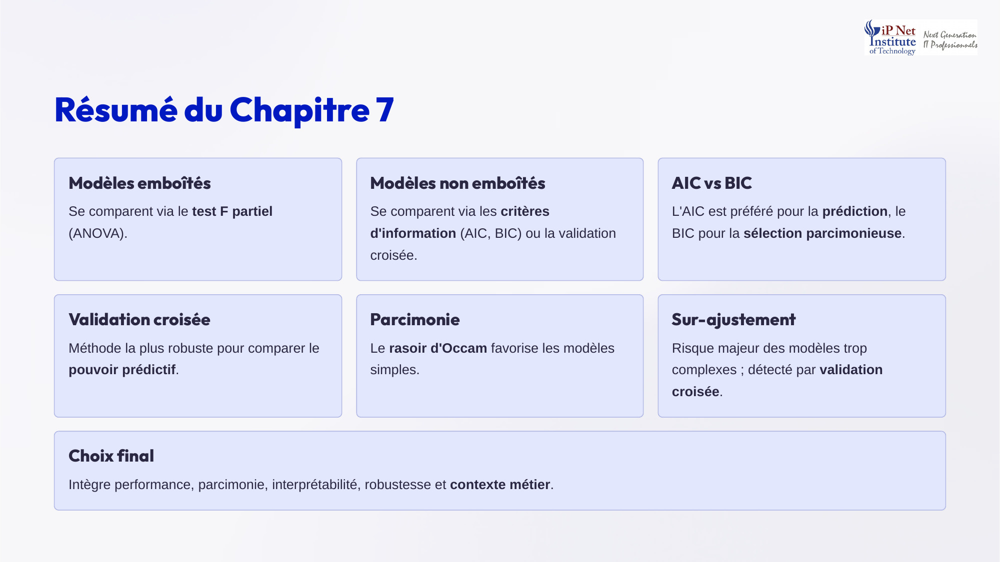 iP Net
Institute
of Technology
Next Generation
IT Professionnels
Résumé du Chapitre 7
Modèles emboîtés
Se comparent via le test F partiel
(ANOVA).
Modèles non emboîtés
Se comparent via les critères
d'information (AIC, BIC) ou la validation
croisée.
AIC vs BIC
L'AIC est préféré pour la prédiction, le
BIC pour la sélection parcimonieuse.
Validation croisée
Méthode la plus robuste pour comparer le
pouvoir prédictif.
Parcimonie
Le rasoir d'Occam favorise les modèles
simples.
Sur-ajustement
Risque majeur des modèles trop
complexes ; détecté par validation
croisée.
Choix final
Intègre performance, parcimonie, interprétabilité, robustesse et contexte métier.